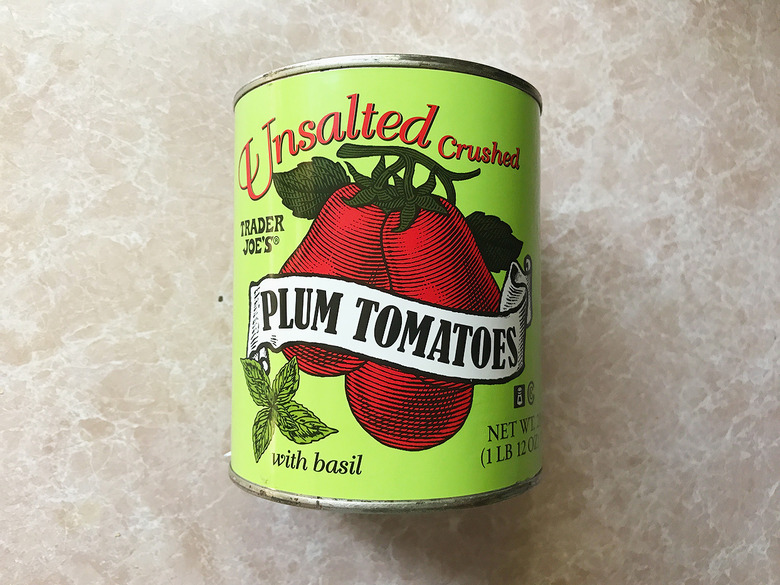 Unsalted Crushed
TRADER
JOE'S®
PLUM TOMATOES
with basil
NET WT.
(1 LB 12 OZ